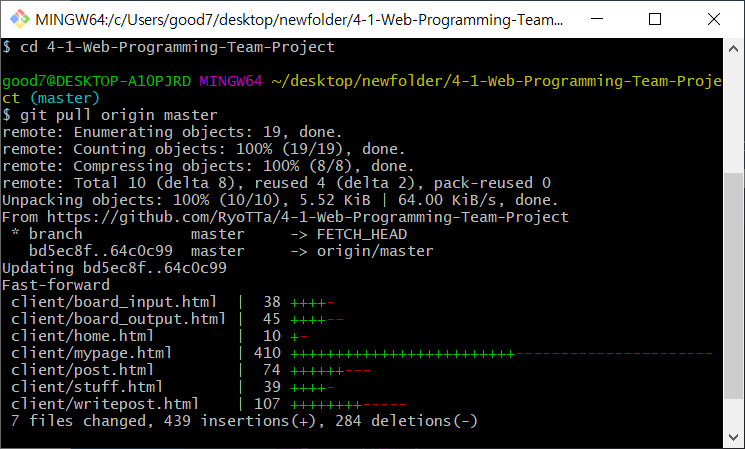 MINGW64:/c/Users/good7/desktop/newfolder/4-1-Web-Programming-Team...
$ cd 4-1-Web-Programming-Team-Project
good7@DESKTOP-A10PJRD MINGW64 ~/desktop/newfolder/4-1-Web-Programming-Team-Proje
ct (master)
$ git pull origin master
remote: Enumerating objects: 19, done.
remote: Counting objects: 100% (19/19), done.
remote: Compressing objects: 100% (8/8), done.
remote: Total 10 (delta 8), reused 4 (delta 2), pack-reused 0
Unpacking objects: 100% (10/10), 5.52 KiB | 64.00 KiB/s, done.
From https://github.com/RyoTTa/4-1-Web-Programming-Team-Project
 * branch            master     -> FETCH_HEAD
   bd5ec8f..64c0c99  master     -> origin/master
Updating bd5ec8f..64c0c99
Fast-forward
 client/board_input.html  |  38 ++++-
 client/board_output.html |  45 ++++--
 client/home.html         |  10 +-
 client/mypage.html       | 410 +++++++++++++++++++++++++++------------------------
 client/post.html         |  74 ++++++---
 client/stuff.html        |  39 ++++-
 client/writepost.html    | 107 ++++++++-----
 7 files changed, 439 insertions(+), 284 deletions(-)